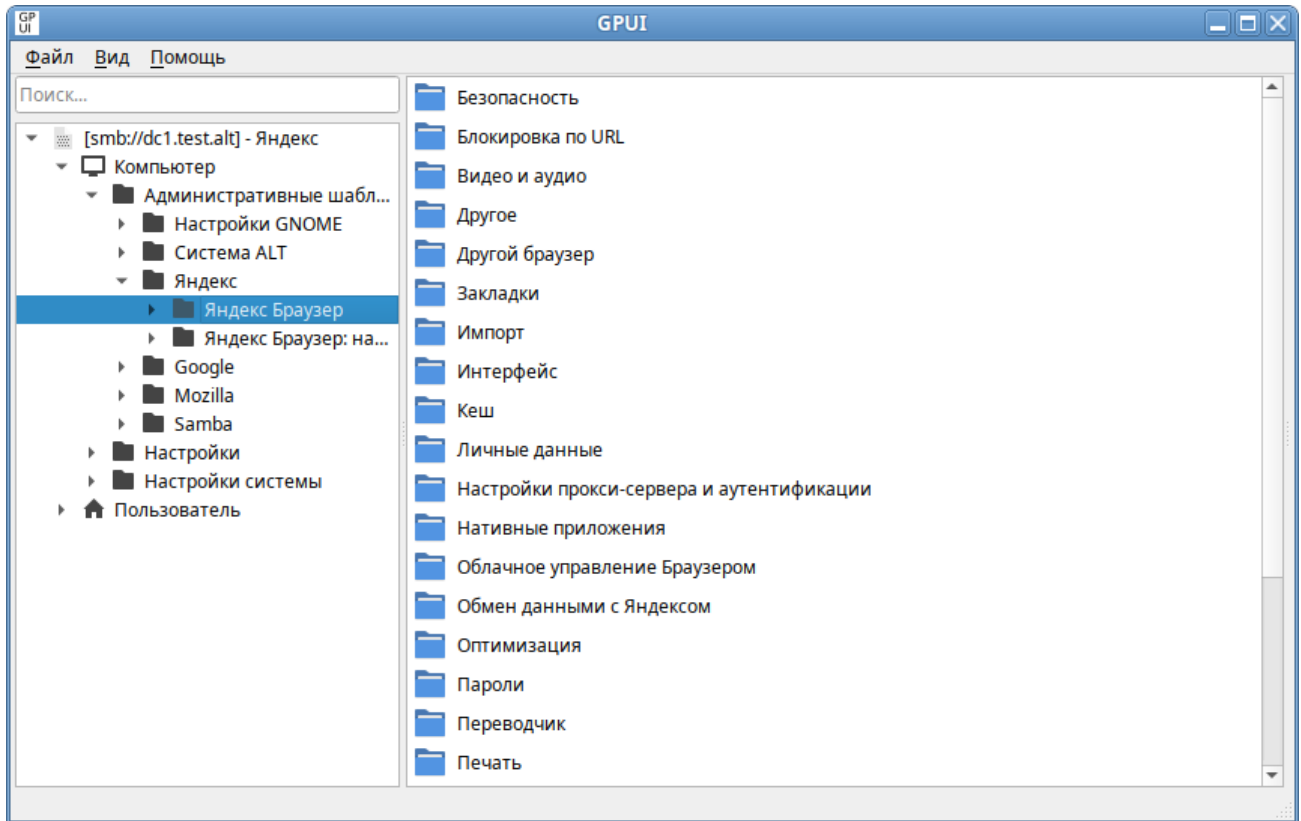 GP
UI
GPUI
Файл Вид Помощь
Поиск...
[smb://dc1.test.alt] - Яндекс
Компьютер
Административные шабл...
Настройки GNOME
Система ALT
Яндекс
Яндекс Браузер
Яндекс Браузер: на...
Google
Mozilla
Samba
Настройки
Настройки системы
Пользователь
Безопасность
Блокировка по URL
Видео и аудио
Другое
Другой браузер
Закладки
Импорт
Интерфейс
Кеш
Личные данные
Настройки прокси-сервера и аутентификации
Нативные приложения
Облачное управление Браузером
Обмен данными с Яндексом
Оптимизация
Пароли
Переводчик
Печать